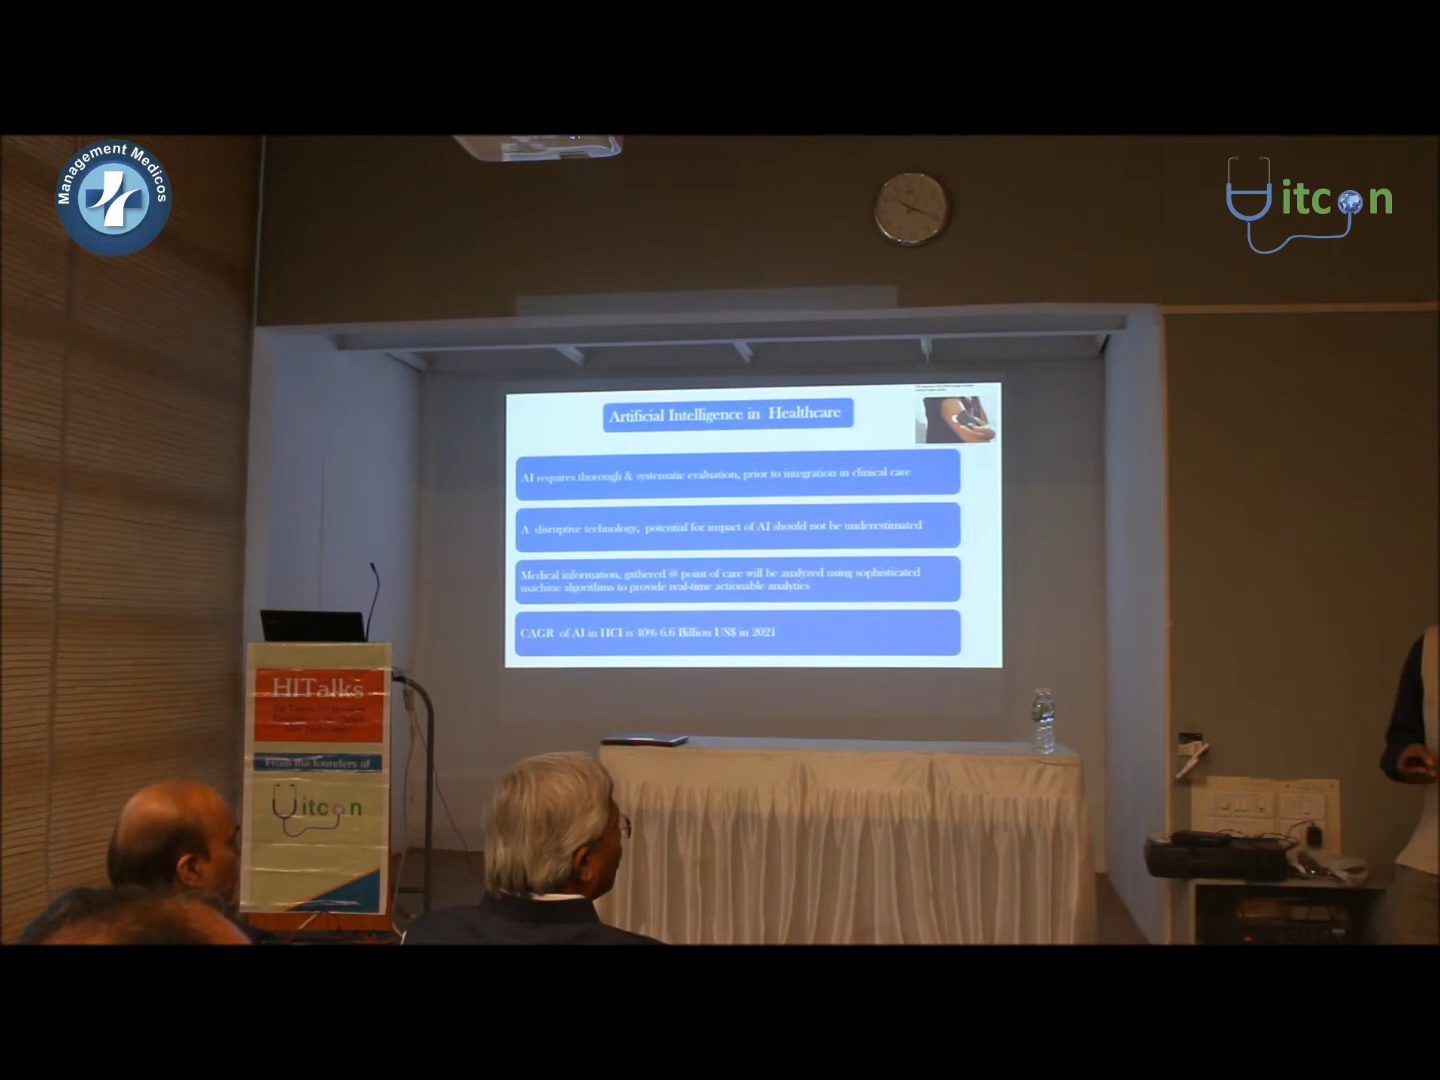 Management Medicos
itcon
Artificial Intelligence in Healthcare
AI requires thorough & systematic evaluation, prior to integration in clinical care
A disruptive technology, potential for impact of AI should not be underestimated
Medical information, gathered @ point of care will be analyzed using sophisticated
machine algorithms to provide real-time actionable analytics
CAGR of AI in HCI is 40% 6.6 Billion US$ in 2021
HITalks
From the founders of
itcon